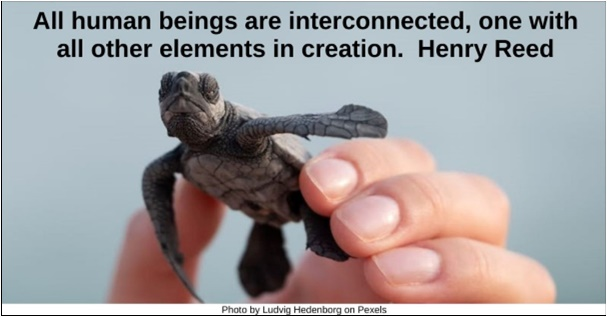 All human beings are interconnected, one with
all other elements in creation.  Henry Reed
Photo by Ludvig Hedenborg on Pexels